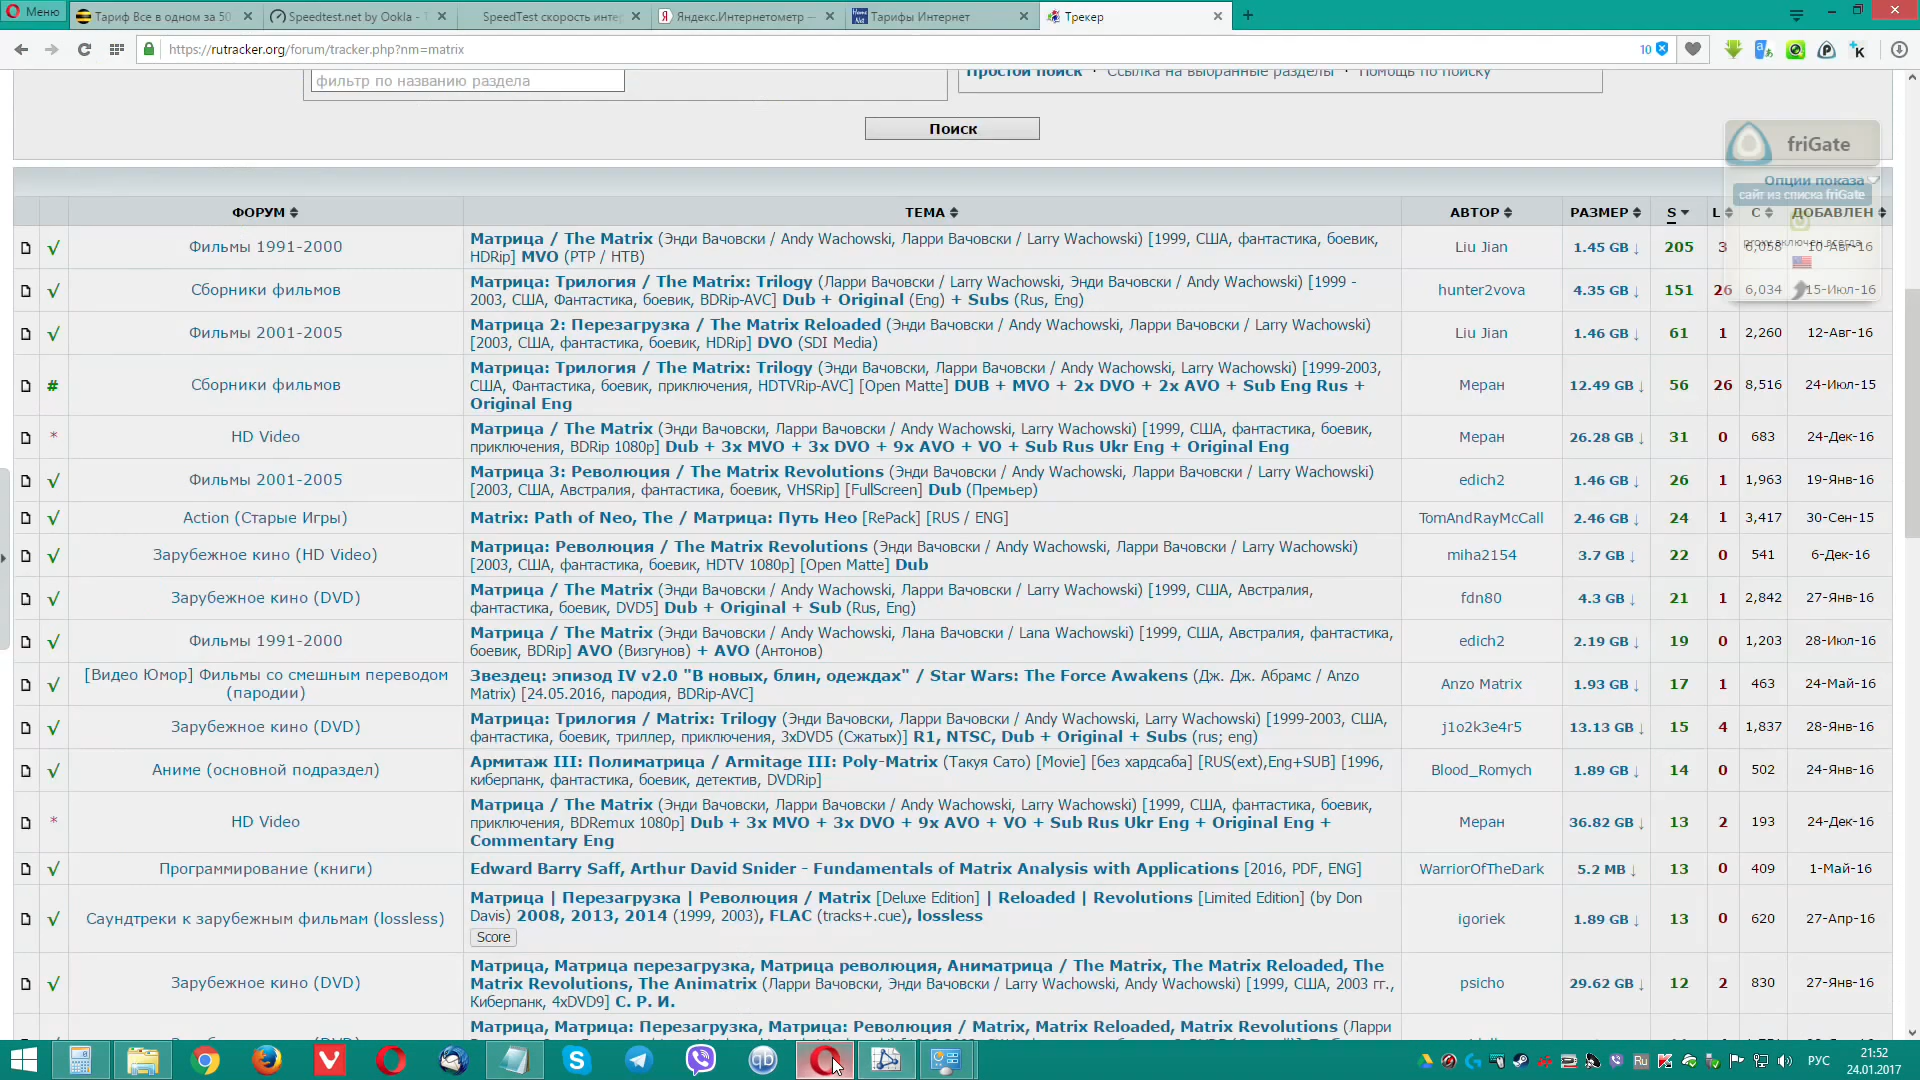 Меню
Тариф Все в одном за 50
Speedtest.net by Ookla -
SpeedTest скорость инте
Яндекс.Интернетометр —
Тарифы Интернет
Трекер
https://rutracker.org/forum/tracker.php?nm=matrix
10
фильтр по названию раздела
Простой поиск · Ссылка на выбранные разделы · Помощь по поиску
Поиск
friGate
Опции показа
сайт из списка friGate
ФОРУМ ТЕМА АВТОР РАЗМЕР S L C ДОБАВЛЕН
√ Фильмы 1991-2000
Матрица / The Matrix (Энди Вачовски / Andy Wachowski, Ларри Вачовски / Larry Wachowski) [1999, США, фантастика, боевик,
HDRip] MVO (РТР / НТВ)
Liu Jian 1.45 GB ↓ 205 3 6,058 10-Авг-16
√ Сборники фильмов
Матрица: Трилогия / The Matrix: Trilogy (Ларри Вачовски / Larry Wachowski, Энди Вачовски / Andy Wachowski) [1999 -
2003, США, Фантастика, боевик, BDRip-AVC] Dub + Original (Eng) + Subs (Rus, Eng)
hunter2vova 4.35 GB ↓ 151 26 6,034 15-Июл-16
√ Фильмы 2001-2005
Матрица 2: Перезагрузка / The Matrix Reloaded (Энди Вачовски / Andy Wachowski, Ларри Вачовски / Larry Wachowski)
[2003, США, фантастика, боевик, HDRip] DVO (SDI Media)
Liu Jian 1.46 GB ↓ 61 1 2,260 12-Авг-16
# Сборники фильмов
Матрица: Трилогия / The Matrix: Trilogy (Энди Вачовски, Ларри Вачовски / Andy Wachowski, Larry Wachowski) [1999-2003,
США, Фантастика, боевик, приключения, HDTVRip-AVC] [Open Matte] DUB + MVO + 2x DVO + 2x AVO + Sub Eng Rus +
Original Eng
Меран 12.49 GB ↓ 56 26 8,516 24-Июл-15
* HD Video
Матрица / The Matrix (Энди Вачовски, Ларри Вачовски / Andy Wachowski, Larry Wachowski) [1999, США, фантастика, боевик,
приключения, BDRip 1080p] Dub + 3x MVO + 3x DVO + 9x AVO + VO + Sub Rus Ukr Eng + Original Eng
Меран 26.28 GB ↓ 31 0 683 24-Дек-16
√ Фильмы 2001-2005
Матрица 3: Революция / The Matrix Revolutions (Энди Вачовски / Andy Wachowski, Ларри Вачовски / Larry Wachowski)
[2003, США, Австралия, фантастика, боевик, VHSRip] [FullScreen] Dub (Премьер)
edich2 1.46 GB ↓ 26 1 1,963 19-Янв-16
√ Action (Старые Игры)
Matrix: Path of Neo, The / Матрица: Путь Нео [RePack] [RUS / ENG]
TomAndRayMcCall 2.46 GB ↓ 24 1 3,417 30-Сен-15
√ Зарубежное кино (HD Video)
Матрица: Революция / The Matrix Revolutions (Энди Вачовски / Andy Wachowski, Ларри Вачовски / Larry Wachowski)
[2003, США, фантастика, боевик, HDTV 1080p] [Open Matte] Dub
miha2154 3.7 GB ↓ 22 0 541 6-Дек-16
√ Зарубежное кино (DVD)
Матрица / The Matrix (Энди Вачовски / Andy Wachowski, Ларри Вачовски / Larry Wachowski) [1999, США, Австралия,
фантастика, боевик, DVD5] Dub + Original + Sub (Rus, Eng)
fdn80 4.3 GB ↓ 21 1 2,842 27-Янв-16
√ Фильмы 1991-2000
Матрица / The Matrix (Энди Вачовски / Andy Wachowski, Лана Вачовски / Lana Wachowski) [1999, США, Австралия, фантастика,
боевик, BDRip] AVO (Визгунов) + AVO (Антонов)
edich2 2.19 GB ↓ 19 0 1,203 28-Июл-16
√ [Видео Юмор] Фильмы со смешным переводом
(пародии)
Звездец: эпизод IV v2.0 "В новых, блин, одеждах" / Star Wars: The Force Awakens (Дж. Дж. Абрамс / Anzo
Matrix) [24.05.2016, пародия, BDRip-AVC]
Anzo Matrix 1.93 GB ↓ 17 1 463 24-Май-16
√ Зарубежное кино (DVD)
Матрица: Трилогия / Matrix: Trilogy (Энди Вачовски, Ларри Вачовски / Andy Wachowski, Larry Wachowski) [1999-2003, США,
фантастика, боевик, триллер, приключения, 3xDVD5 (Сжатых)] R1, NTSC, Dub + Original + Subs (rus; eng)
j1o2k3e4r5 13.13 GB ↓ 15 4 1,837 28-Янв-16
√ Аниме (основной подраздел)
Армитаж III: Полиматрица / Armitage III: Poly-Matrix (Такуя Сато) [Movie] [без хардсаба] [RUS(ext),Eng+SUB] [1996,
киберпанк, фантастика, боевик, детектив, DVDRip]
Blood_Romych 1.89 GB ↓ 14 0 502 24-Янв-16
* HD Video
Матрица / The Matrix (Энди Вачовски, Ларри Вачовски / Andy Wachowski, Larry Wachowski) [1999, США, фантастика, боевик,
приключения, BDRemux 1080p] Dub + 3x MVO + 3x DVO + 9x AVO + VO + Sub Rus Ukr Eng + Original Eng +
Commentary Eng
Меран 36.82 GB ↓ 13 2 193 24-Дек-16
√ Программирование (книги)
Edward Barry Saff, Arthur David Snider - Fundamentals of Matrix Analysis with Applications [2016, PDF, ENG]
WarriorOfTheDark 5.2 MB ↓ 13 0 409 1-Май-16
√ Саундтреки к зарубежным фильмам (lossless)
Матрица | Перезагрузка | Революция / Matrix [Deluxe Edition] | Reloaded | Revolutions [Limited Edition] (by Don
Davis) 2008, 2013, 2014 (1999, 2003), FLAC (tracks+.cue), lossless
Score
igoriek 1.89 GB ↓ 13 0 620 27-Апр-16
√ Зарубежное кино (DVD)
Матрица, Матрица перезагрузка, Матрица революция, Аниматрица / The Matrix, The Matrix Reloaded, The
Matrix Revolutions, The Animatrix (Ларри Вачовски, Энди Вачовски / Larry Wachowski, Andy Wachowski) [1999, США, 2003 гг.,
Киберпанк, 4xDVD9] С. Р. И.
psicho 29.62 GB ↓ 12 2 830 27-Янв-16
Матрица, Матрица: Перезагрузка, Матрица: Революция / Matrix, Matrix Reloaded, Matrix Revolutions (Ларри
РУС
21:52
24.01.2017